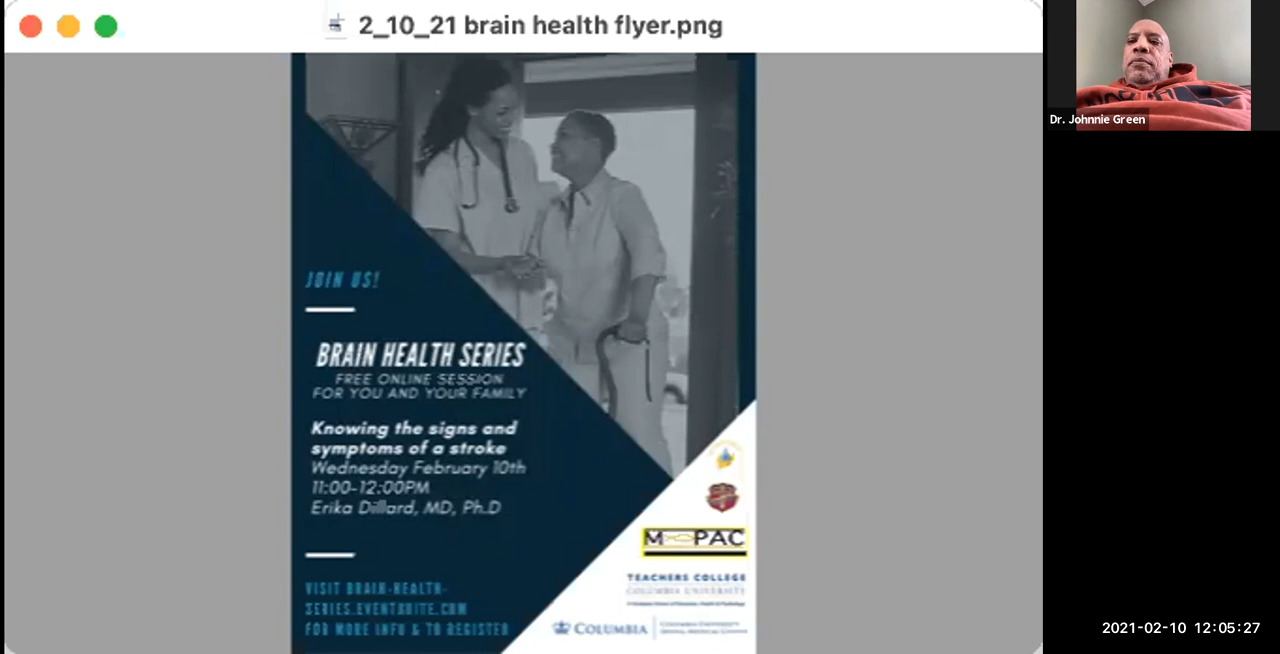 2_10_21 brain health flyer.png
JOIN US!
BRAIN HEALTH SERIES
FREE ONLINE SESSION
FOR YOU AND YOUR FAMILY
Knowing the signs and
symptoms of a stroke
Wednesday February 10th
11:00-12:00PM
Erika Dillard, MD, Ph.D
VISIT BRAIN-HEALTH-
SERIES.EVENTBRITE.COM
FOR MORE INFO & TO REGISTER
TEACHERS COLLEGE
COLUMBIA UNIVERSITY
COLUMBIA
COLUMBIA UNIVERSITY
Dr. Johnnie Green
2021-02-10 12:05:27